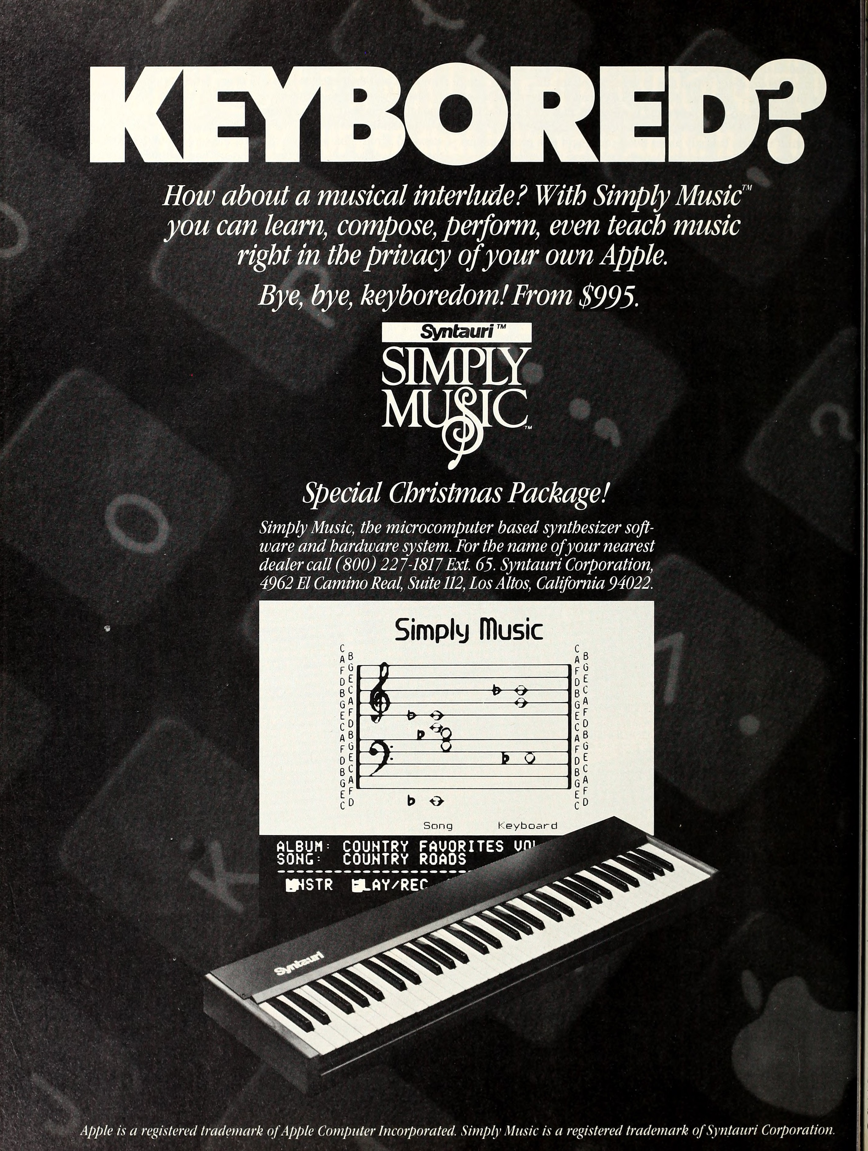 KEYBORED?
How about a musical interlude? With Simply Music™
you can learn, compose, perform, even teach music
right in the privacy of your own Apple.
Bye, bye, keyboredom! From $995.
Syntauri™
SIMPLY
MUSIC™
Special Christmas Package!
Simply Music, the microcomputer based synthesizer soft-
ware and hardware system. For the name of your nearest
dealer call (800) 227-1817 Ext. 65. Syntauri Corporation,
4962 El Camino Real, Suite 112, Los Altos, California 94022.
Simply Music
C B A G F E D C B A G F E D C B A G F E D C B A G F E D C
C B A G F E D C B A G F E D C B A G F E D C B A G F E D C
Song Keyboard
ALBUM: COUNTRY FAVORITES
SONG: COUNTRY ROADS
Syntauri
Apple is a registered trademark of Apple Computer Incorporated. Simply Music is a registered trademark of Syntauri Corporation.